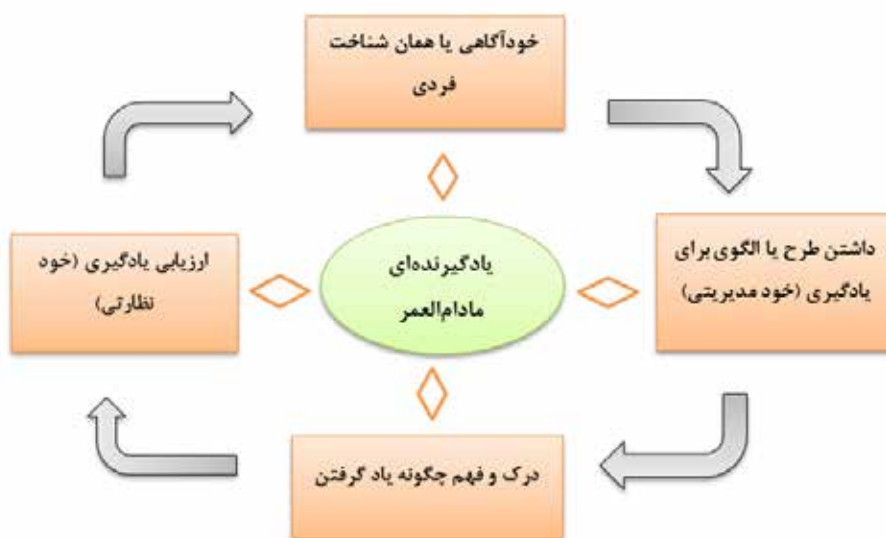 خودآگاهی یا همان شناخت
فردی
داشتن طرح یا الگوی برای
یادگیری (خود مدیریتی)
درک و فهم چگونه یاد گرفتن
ارزیابی یادگیری (خود
نظارتی)
یادگیرنده‌ای
مادام‌العمر